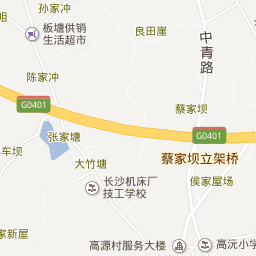 孙家冲
板塘供销
生活超市
良田崖
中青路
陈家冲
G0401
蔡家坝
张家塘
G0401
车坝
大竹塘
蔡家坝立架桥
长沙机床厂
技工学校
侯家屋场
家新屋
高源村服务大楼
高沅小学